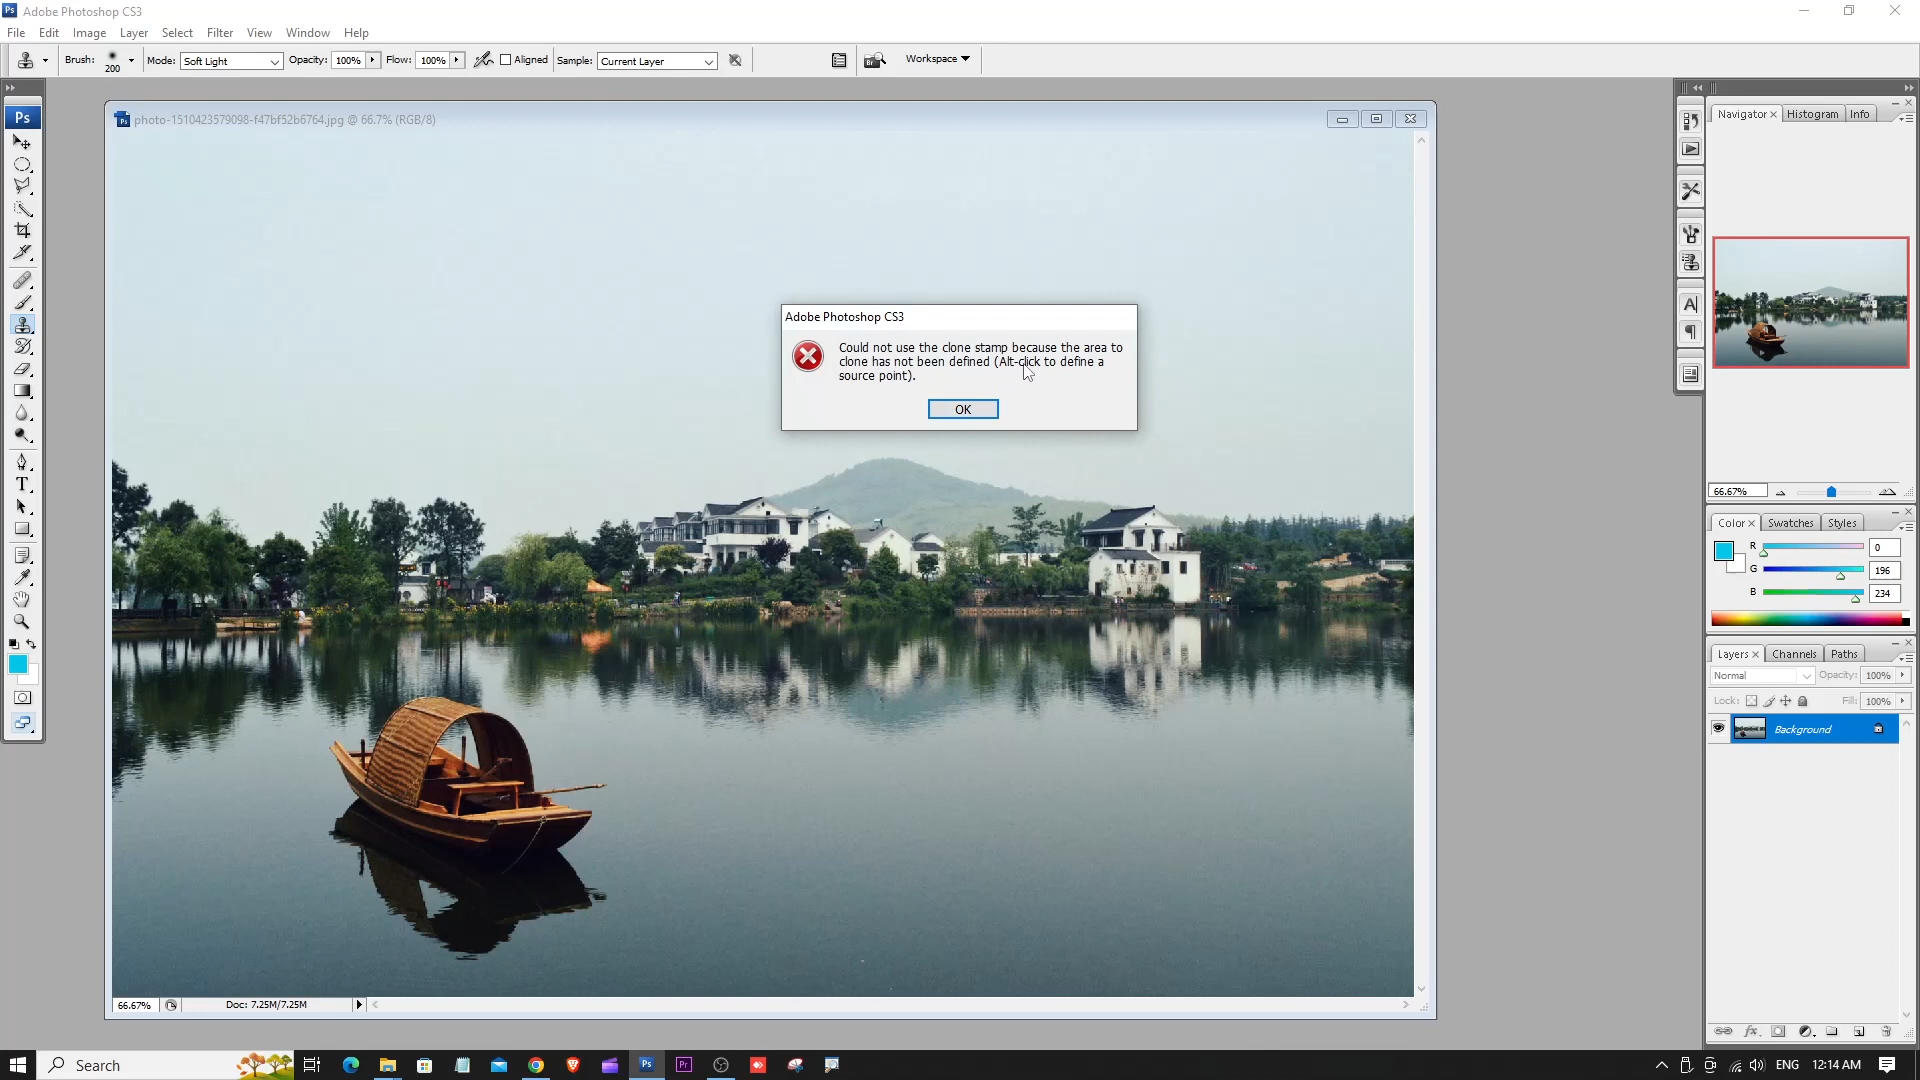 Ps Adobe Photoshop CS3
File Edit Image Layer Select Filter View Window Help
Brush: 200 Mode: Soft Light Opacity: 100% Flow: 100% Aligned Sample: Current Layer Workspace
Ps
photo-1510423579098-f47bf52b6764.jpg @ 66.7% (RGB/8)
Adobe Photoshop CS3
Could not use the clone stamp because the area to
clone has not been defined (Alt-click to define a
source point).
OK
66.67% Doc: 7.25M/7.25M
Navigator Histogram Info
66.67%
Color Swatches Styles
R 0
G 196
B 234
Layers Channels Paths
Normal Opacity: 100%
Lock: Fill: 100%
Background
Search
Ps Pr
ENG 12:14 AM